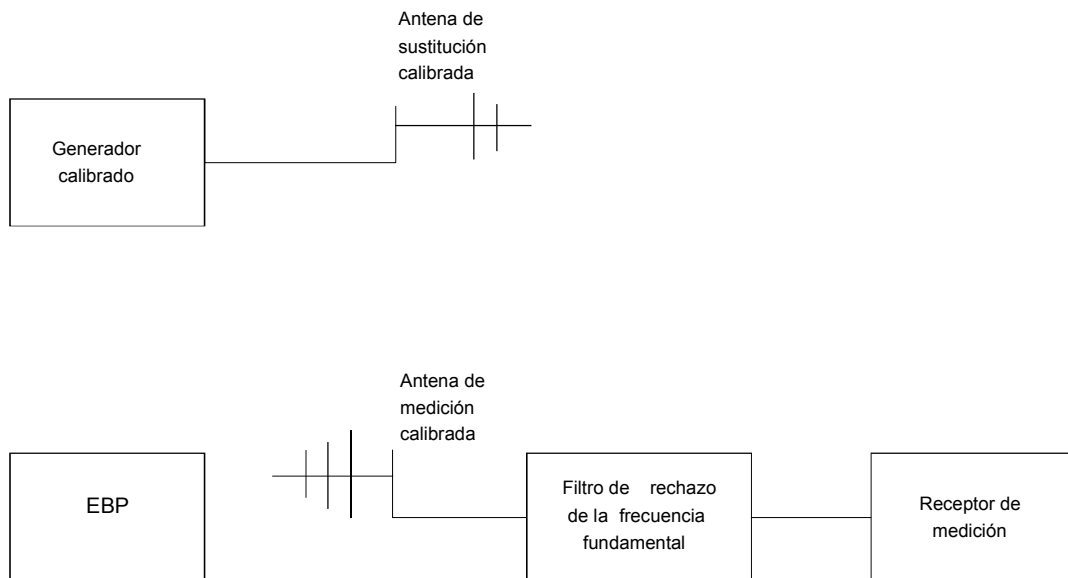 Antena de
sustitución
calibrada
Generador
calibrado
Antena de
medición
calibrada
EBP
Filtro de rechazo
de la frecuencia
fundamental
Receptor de
medición